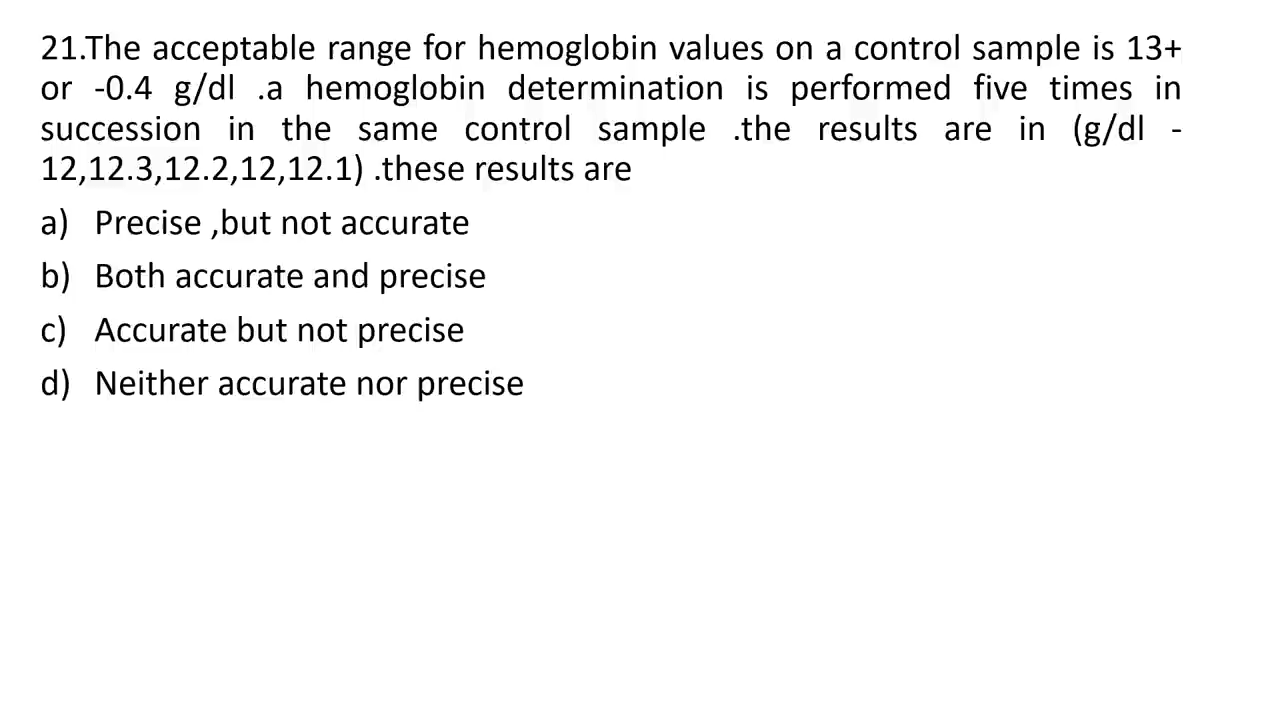 21.The acceptable range for hemoglobin values on a control sample is 13+
or -0.4 g/dl .a hemoglobin determination is performed five times in
succession in the same control sample .the results are in (g/dl -
12,12.3,12.2,12,12.1) .these results are
a) Precise ,but not accurate
b) Both accurate and precise
c) Accurate but not precise
d) Neither accurate nor precise